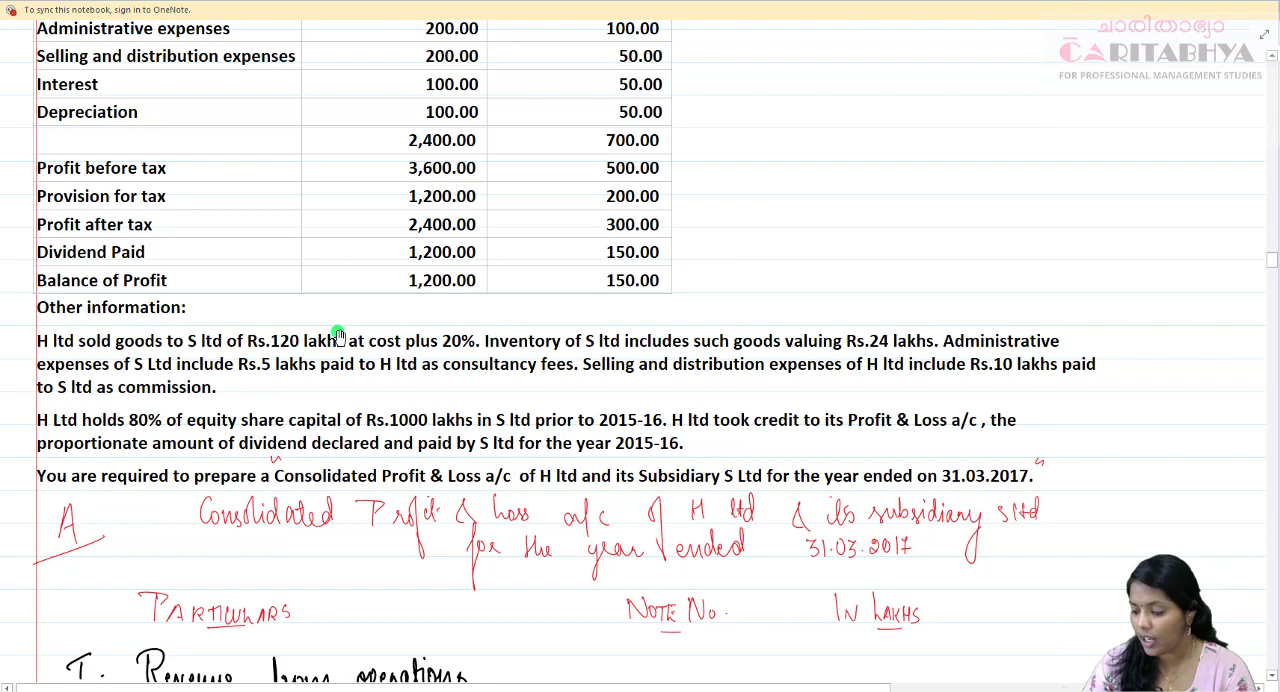 To sync this notebook, sign in to OneNote.
ചാരിതാഭ്യാ
CARITABHYA
FOR PROFESSIONAL MANAGEMENT STUDIES
Administrative expenses 200.00 100.00
Selling and distribution expenses 200.00 50.00
Interest 100.00 50.00
Depreciation 100.00 50.00
2,400.00 700.00
Profit before tax 3,600.00 500.00
Provision for tax 1,200.00 200.00
Profit after tax 2,400.00 300.00
Dividend Paid 1,200.00 150.00
Balance of Profit 1,200.00 150.00
Other information:
H ltd sold goods to S ltd of Rs.120 lakh at cost plus 20%. Inventory of S ltd includes such goods valuing Rs.24 lakhs. Administrative
expenses of S Ltd include Rs.5 lakhs paid to H ltd as consultancy fees. Selling and distribution expenses of H ltd include Rs.10 lakhs paid
to S ltd as commission.
H Ltd holds 80% of equity share capital of Rs.1000 lakhs in S ltd prior to 2015-16. H ltd took credit to its Profit & Loss a/c , the
proportionate amount of dividend declared and paid by S ltd for the year 2015-16.
You are required to prepare a "Consolidated Profit & Loss a/c of H ltd and its Subsidiary S Ltd for the year ended on 31.03.2017."
A Consolidated Profit & Loss a/c of H ltd & its subsidiary S ltd
for the year ended 31.03.2017
PARTICULARS NOTE No. IN LAKHS
I. Revenue from operations